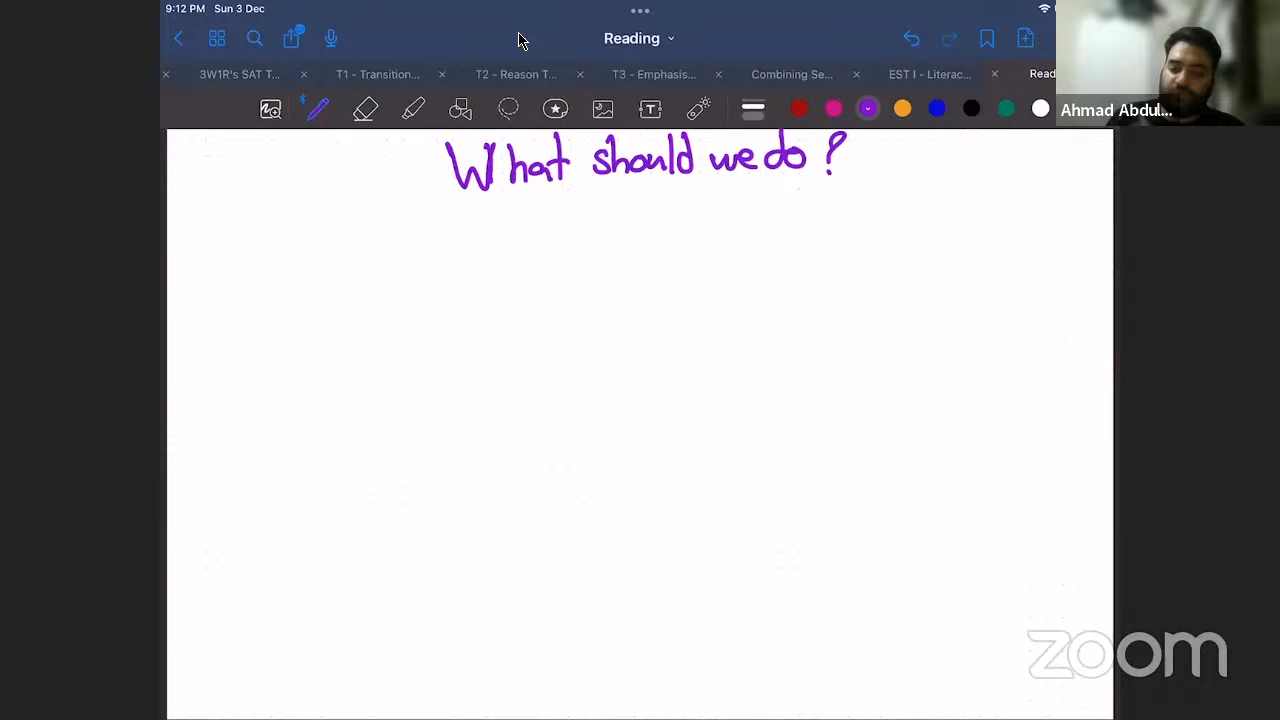 9:12 PM Sun 3 Dec
Reading
3W1R's SAT T...
T1 - Transition...
T2 - Reason T...
T3 - Emphasis...
Combining Se...
EST I - Literac...
Read
Ahmad Abdul...
What should we do ?
zoom